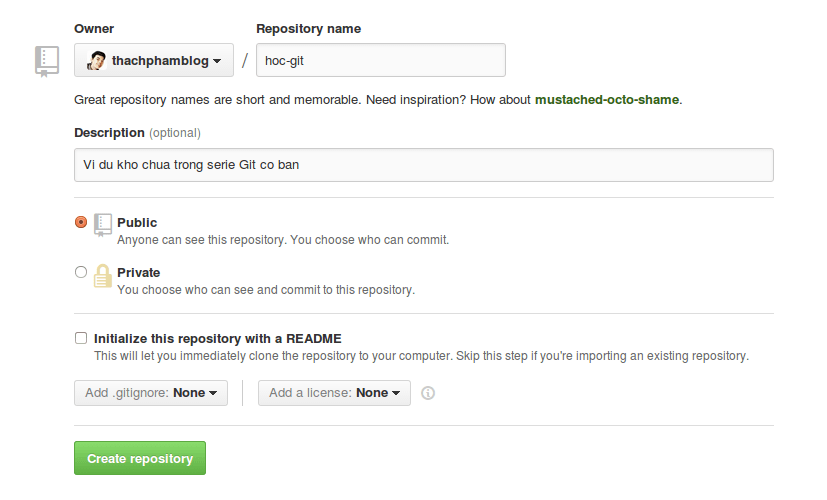 Owner
Repository name
thachphamblog / hoc-git
Great repository names are short and memorable. Need inspiration? How about mustached-octo-shame.
Description (optional)
Vi du kho chua trong serie Git co ban
Public
Anyone can see this repository. You choose who can commit.
Private
You choose who can see and commit to this repository.
Initialize this repository with a README
This will let you immediately clone the repository to your computer. Skip this step if you're importing an existing repository.
Add .gitignore: None
Add a license: None
Create repository